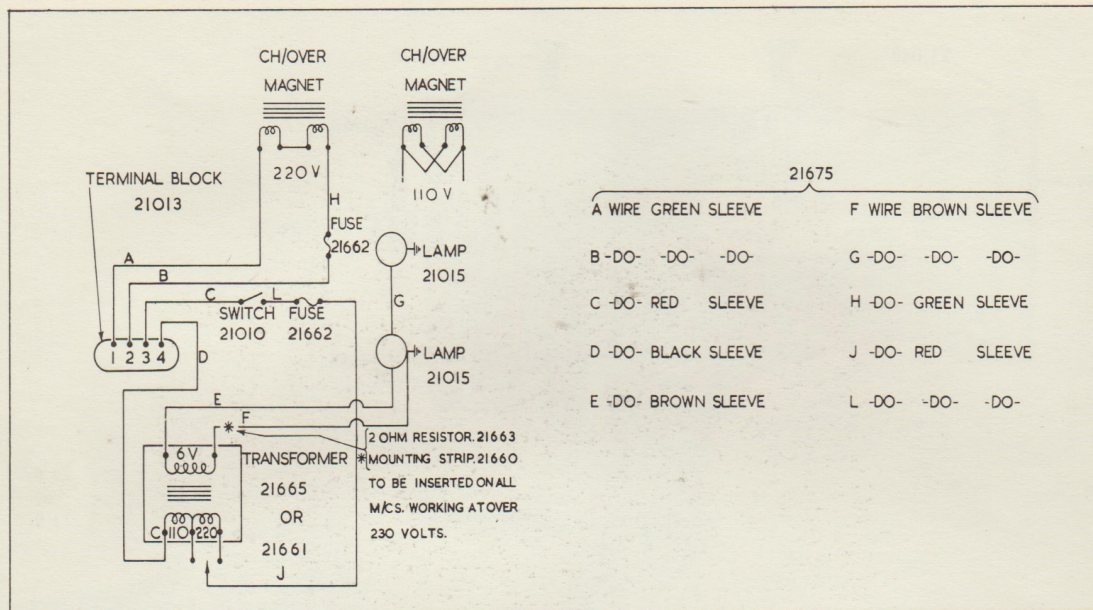 CH/OVER
MAGNET
CH/OVER
MAGNET
220 V
110 V
TERMINAL BLOCK
21013
H
FUSE
21662
A
B
LAMP
21015
C
L
SWITCH
21010
FUSE
21662
G
1 2 3 4
D
LAMP
21015
E
F
* 2 OHM RESISTOR.21663
*MOUNTING STRIP.21660
TO BE INSERTED ON ALL
M/CS. WORKING AT OVER
230 VOLTS.
6V
TRANSFORMER
21665
OR
21661
C 110 220
J
21675
A WIRE GREEN SLEEVE
B -DO- -DO- -DO-
C -DO- RED SLEEVE
D -DO- BLACK SLEEVE
E -DO- BROWN SLEEVE
F WIRE BROWN SLEEVE
G -DO- -DO- -DO-
H -DO- GREEN SLEEVE
J -DO- RED SLEEVE
L -DO- -DO- -DO-